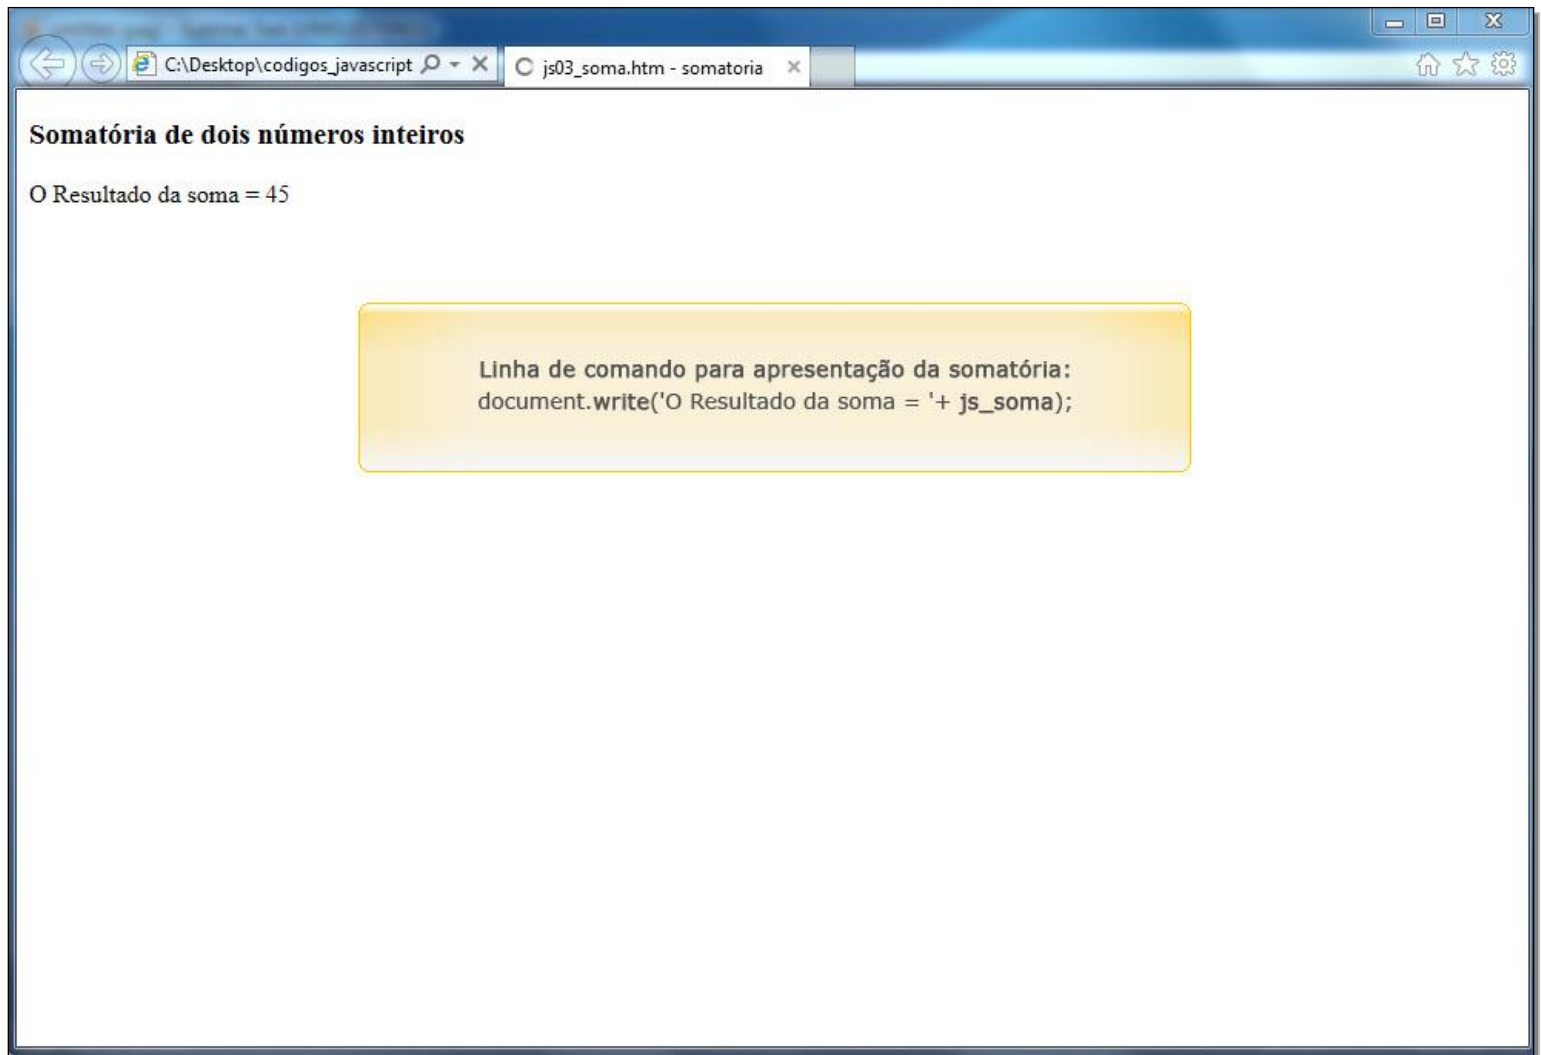 C:\Desktop\codigos_javascript
js03_soma.htm - somatoria
Somatória de dois números inteiros
O Resultado da soma = 45
Linha de comando para apresentação da somatória:
document.write('O Resultado da soma = '+ js_soma);